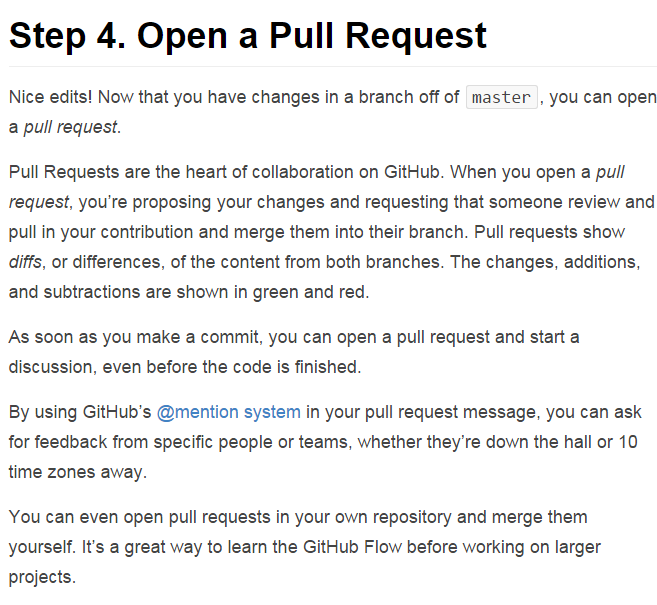 Step 4. Open a Pull Request
Nice edits! Now that you have changes in a branch off of master , you can open
a pull request.
Pull Requests are the heart of collaboration on GitHub. When you open a pull
request, you’re proposing your changes and requesting that someone review and
pull in your contribution and merge them into their branch. Pull requests show
diffs, or differences, of the content from both branches. The changes, additions,
and subtractions are shown in green and red.
As soon as you make a commit, you can open a pull request and start a
discussion, even before the code is finished.
By using GitHub’s @mention system in your pull request message, you can ask
for feedback from specific people or teams, whether they’re down the hall or 10
time zones away.
You can even open pull requests in your own repository and merge them
yourself. It’s a great way to learn the GitHub Flow before working on larger
projects.